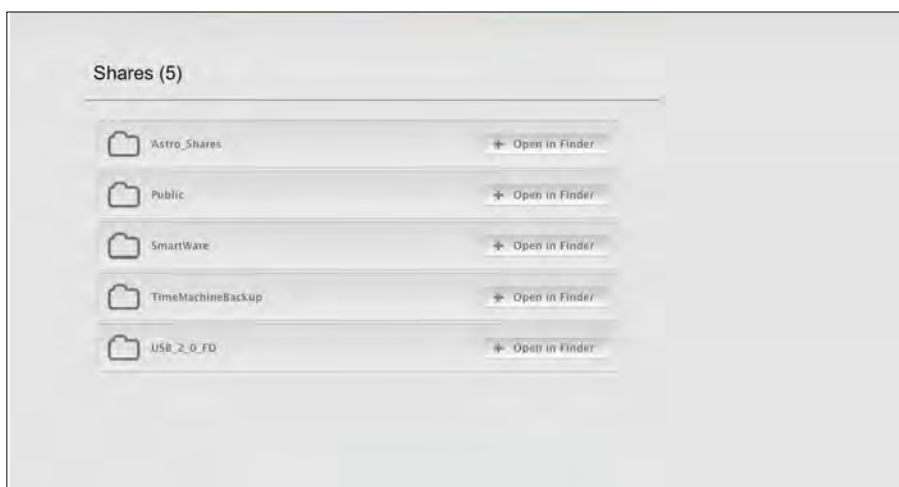 Shares (5)
Astro_Shares
+ Open in Finder
Public
+ Open in Finder
SmartWare
+ Open in Finder
TimeMachineBackup
+ Open in Finder
USB_2_0_FD
+ Open in Finder